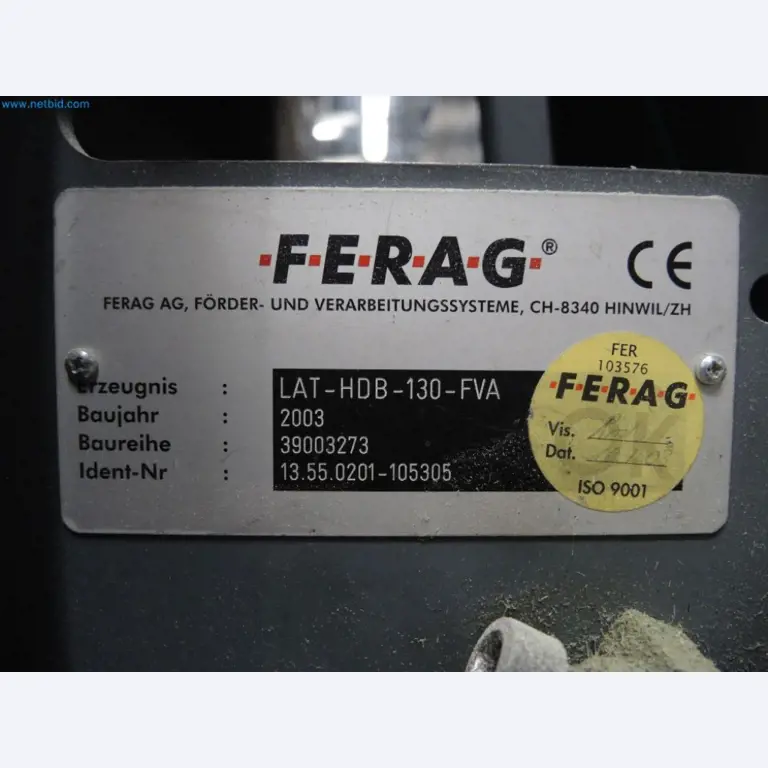 www.netbid.com
·F·E·R·A·G·®
CE
FERAG AG, FÖRDER- UND VERARBEITUNGSSYSTEME, CH-8340 HINWIL/ZH
Erzeugnis : LAT-HDB-130-FVA
Baujahr : 2003
Baureihe : 39003273
Ident-Nr : 13.55.0201-105305
FER
103576
·F·E·R·A·G·
OK
Vis.
Dat.
ISO 9001